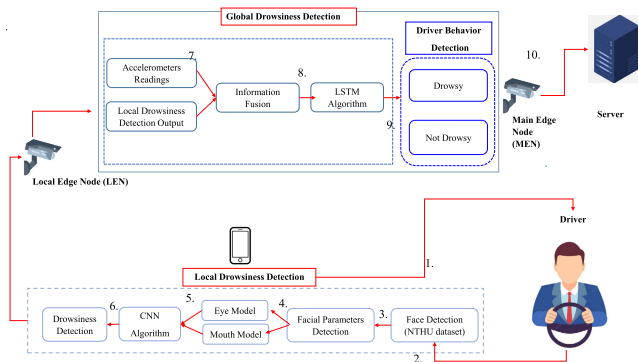 Global Drowsiness Detection
Driver Behavior
Detection
10.
7.
Accelerometers
Readings
8.
Information
Fusion
LSTM
Algorithm
Drowsy
Local Drowsiness
Detection Output
9.
Not Drowsy
Main Edge
Node
(MEN)
Server
Local Edge Node (LEN)
Driver
1.
Local Drowsiness Detection
6.
5.
4.
3.
Drowsiness
Detection
CNN
Algorithm
Eye Model
Mouth Model
Facial Parameters
Detection
Face Detection
(NTHU dataset)
2.